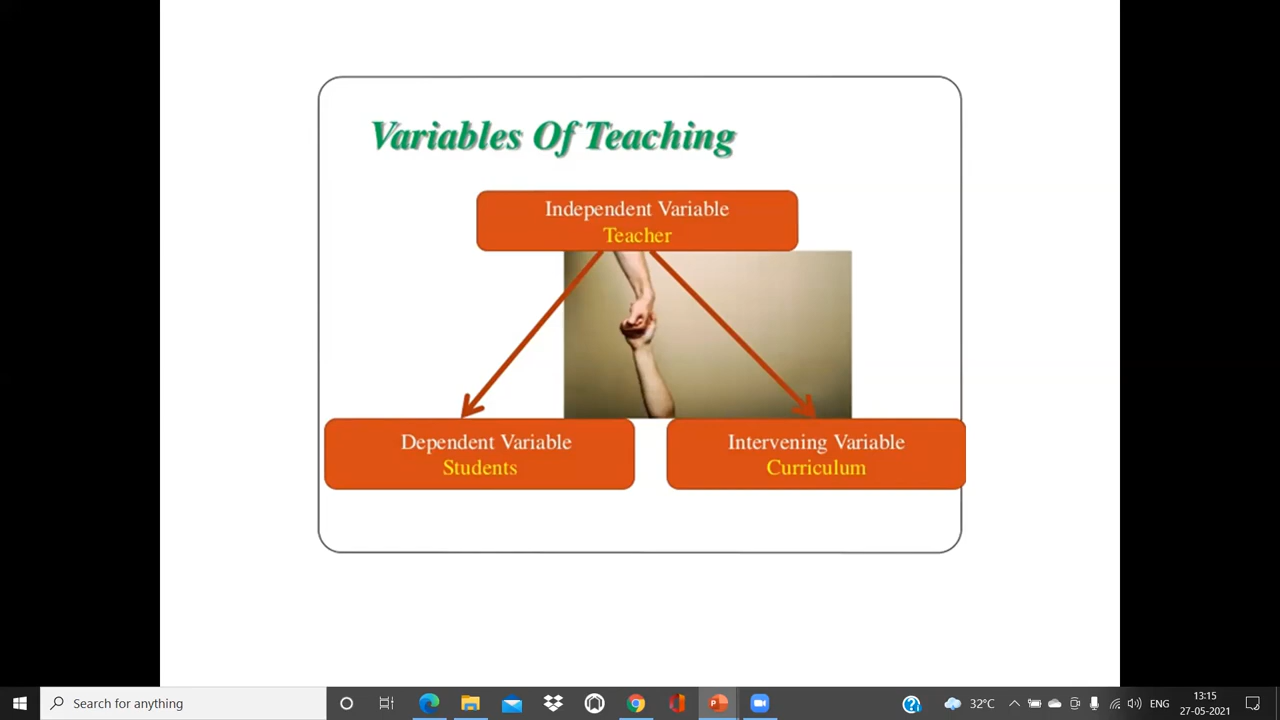 Variables Of Teaching
Independent Variable
Teacher
Dependent Variable
Students
Intervening Variable
Curriculum
Search for anything
32°C
ENG
13:15
27-05-2021